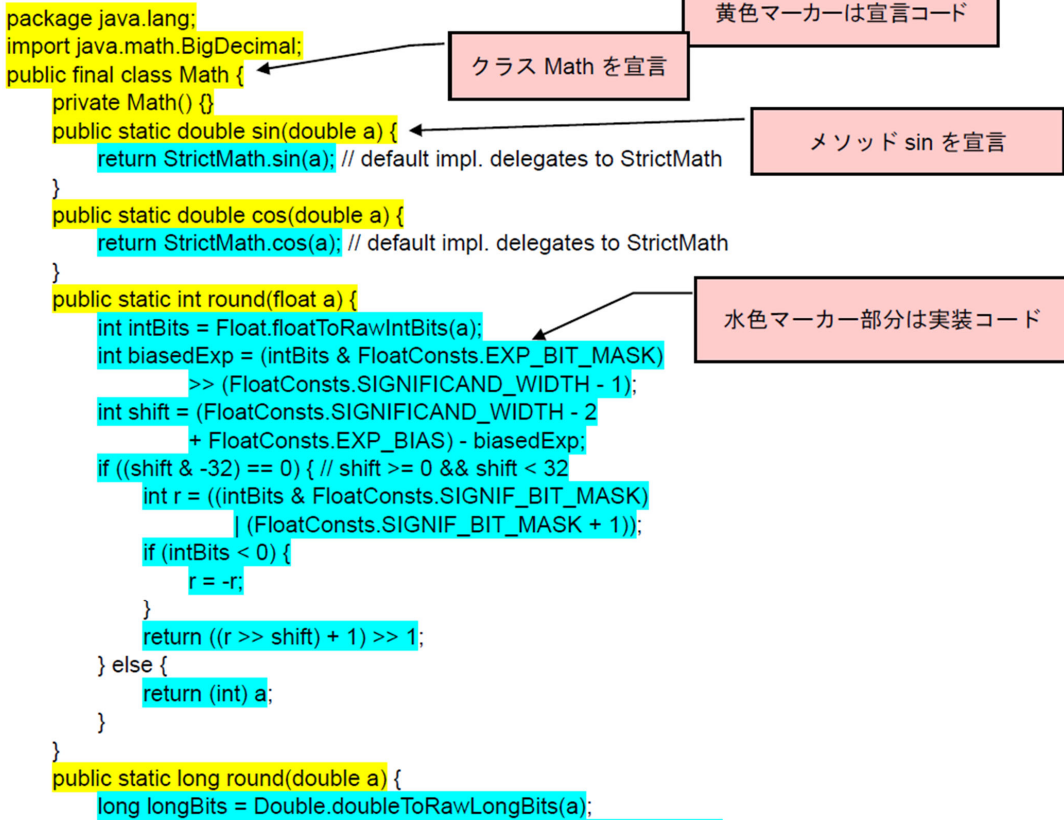 黄色マーカーは宣言コード
package java.lang;
import java.math.BigDecimal;
public final class Math {
クラス Math を宣言
private Math() {}
public static double sin(double a) {
メソッド sin を宣言
return StrictMath.sin(a); // default impl. delegates to StrictMath
}
public static double cos(double a) {
return StrictMath.cos(a); // default impl. delegates to StrictMath
}
public static int round(float a) {
水色マーカー部分は実装コード
int intBits = Float.floatToRawIntBits(a);
int biasedExp = (intBits & FloatConsts.EXP_BIT_MASK)
>> (FloatConsts.SIGNIFICAND_WIDTH - 1);
int shift = (FloatConsts.SIGNIFICAND_WIDTH - 2
+ FloatConsts.EXP_BIAS) - biasedExp;
if ((shift & -32) == 0) { // shift >= 0 && shift < 32
int r = ((intBits & FloatConsts.SIGNIF_BIT_MASK)
| (FloatConsts.SIGNIF_BIT_MASK + 1));
if (intBits < 0) {
r = -r;
}
return ((r >> shift) + 1) >> 1;
} else {
return (int) a;
}
}
public static long round(double a) {
long longBits = Double.doubleToRawLongBits(a);